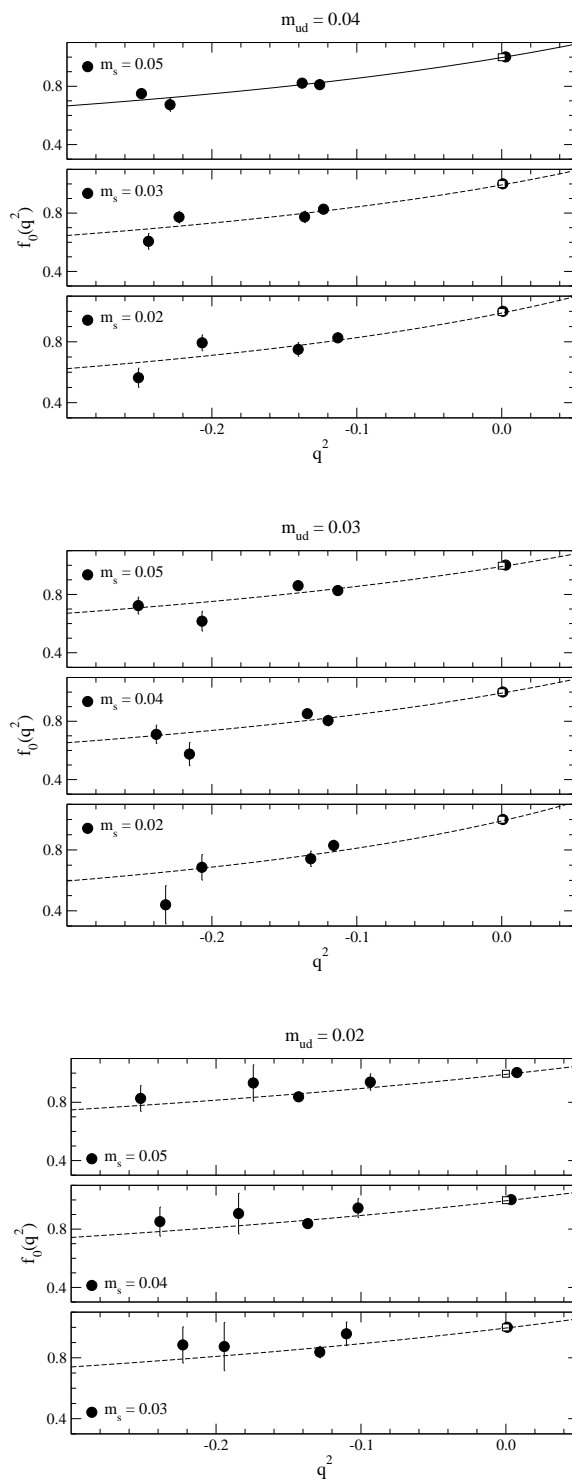 m_ud = 0.04
m_s = 0.05
0.8
0.4
m_s = 0.03
0.8
0.4
f_0(q^2)
m_s = 0.02
0.8
0.4
-0.2 -0.1 0.0
q^2
m_ud = 0.03
m_s = 0.05
0.8
0.4
m_s = 0.04
0.8
0.4
f_0(q^2)
m_s = 0.02
0.8
0.4
-0.2 -0.1 0.0
q^2
m_ud = 0.02
0.8
m_s = 0.05
0.4
0.8
f_0(q^2)
m_s = 0.04
0.4
0.8
m_s = 0.03
0.4
-0.2 -0.1 0.0
q^2